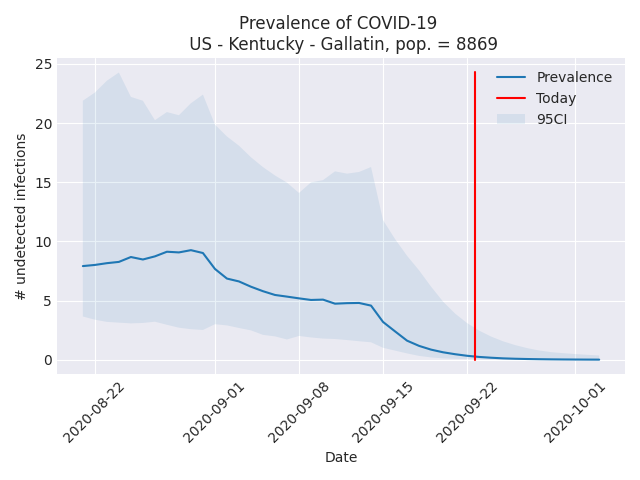 Prevalence of COVID-19
US - Kentucky - Gallatin, pop. = 8869
25
20
15
10
5
0
# undetected infections
Prevalence
Today
95CI
2020-08-22
2020-09-01
2020-09-08
2020-09-15
2020-09-22
2020-10-01
Date